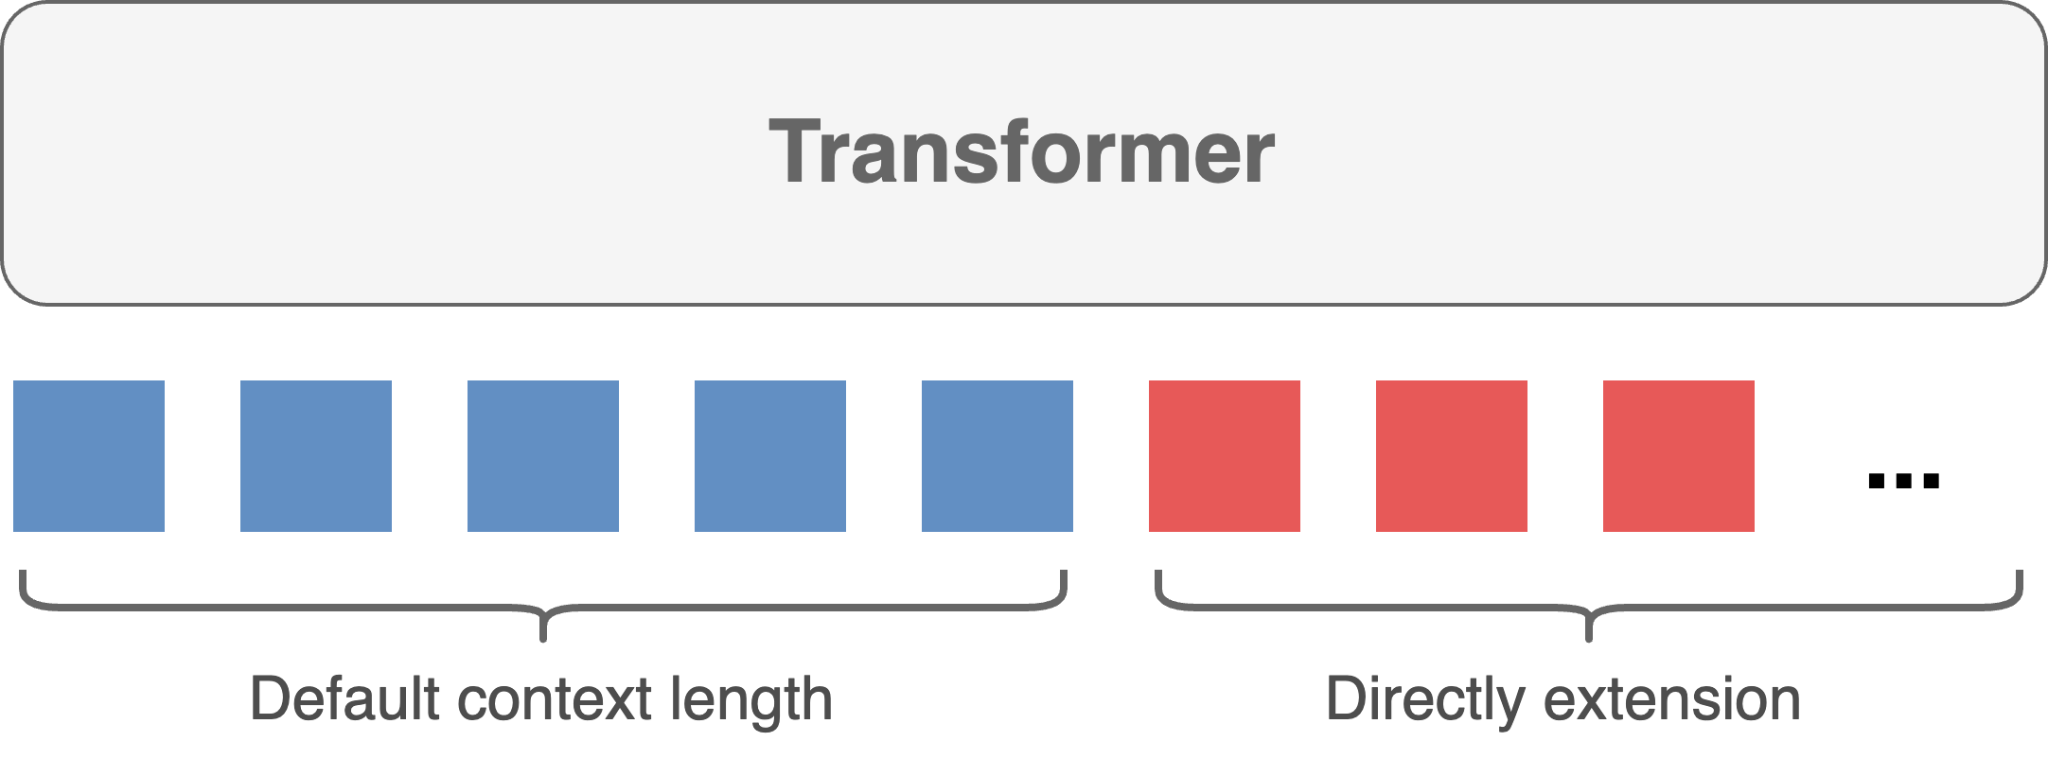 Transformer
...
Default context length
Directly extension